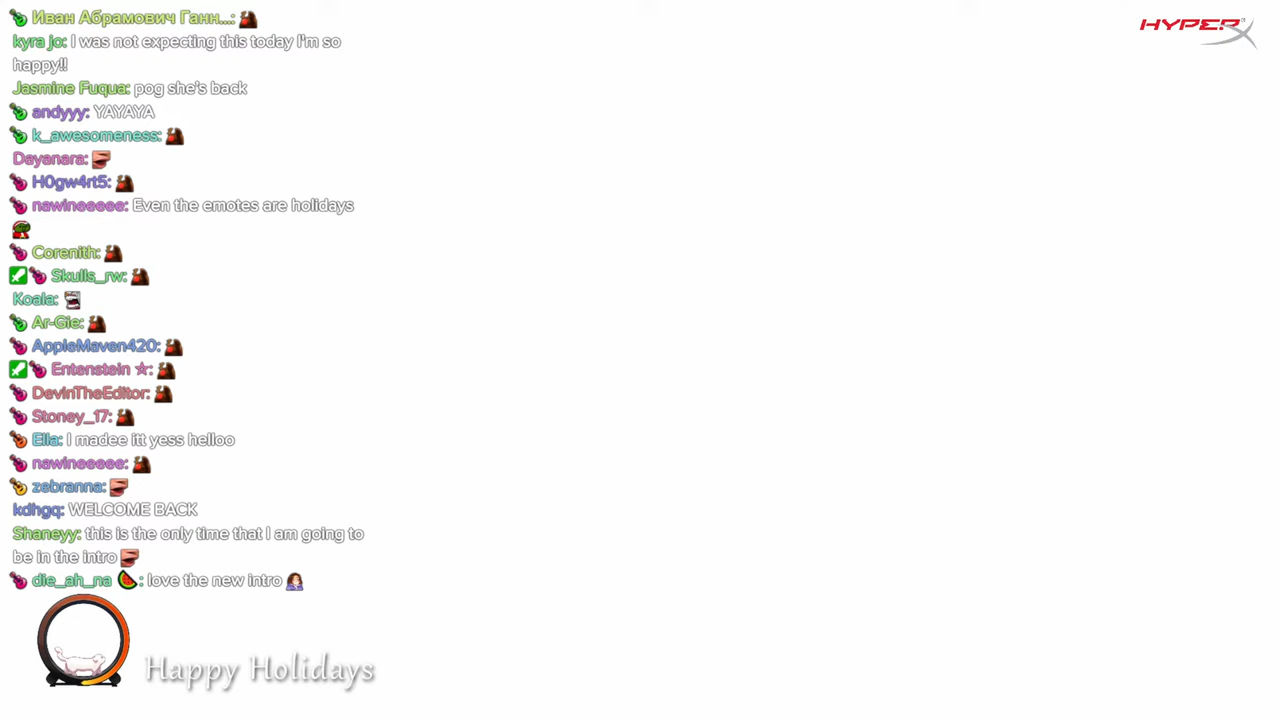 Иван Абрамович Ганн...:
HYPERX
kyra jo: I was not expecting this today I'm so
happy!!
Jasmine Fuqua: pog she's back
andyyy: YAYAYA
k_awesomeness:
Dayanara:
H0gw4rt5:
nawineeeee: Even the emotes are holidays
Corenith:
Skulls_rw:
Koala:
Ar-Gie:
AppleMaven420:
Entenstein ☆:
DevinTheEditor:
Stoney_17:
Ella: I madee itt yess helloo
nawineeeee:
zebranna:
kdhgq: WELCOME BACK
Shaneyy: this is the only time that I am going to
be in the intro
die_ah_na 🍉: love the new intro
Happy Holidays